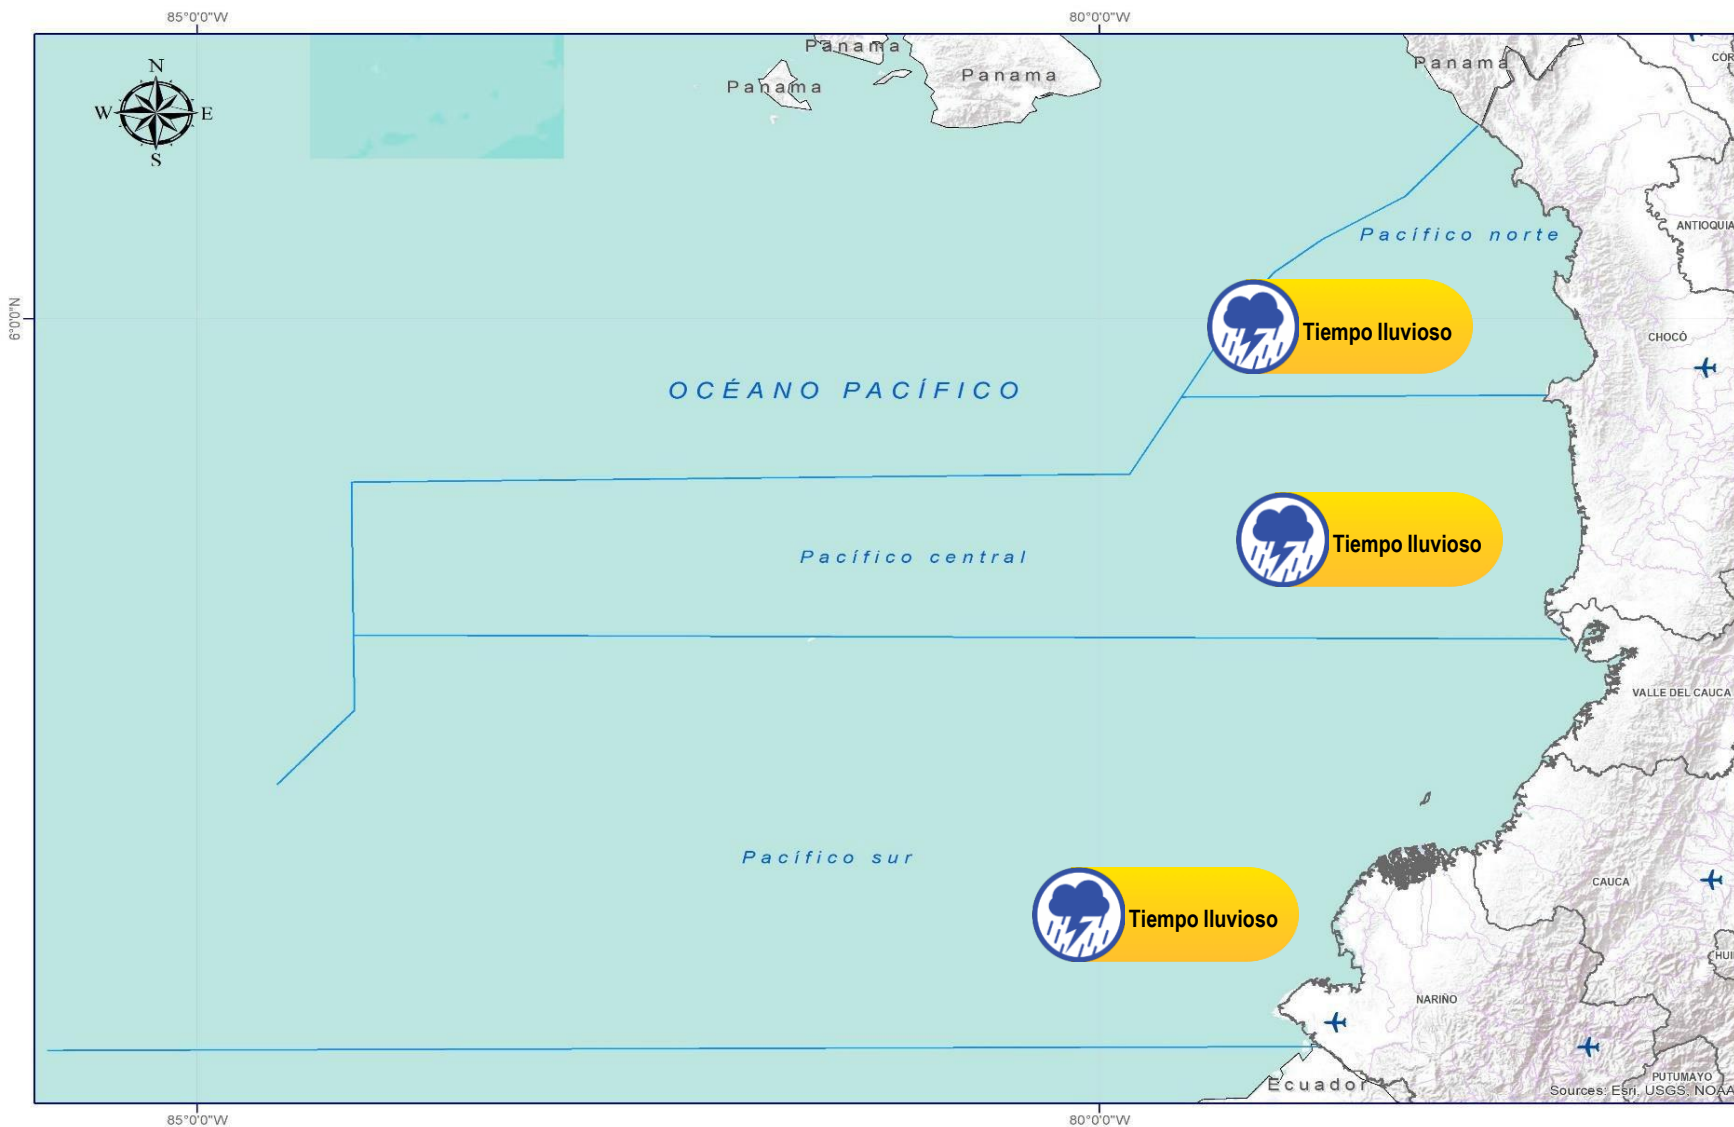 85°0'0"W
80°0'0"W
Panama
Panama
Panama
Panama
N
W
E
S
ANTIOQUIA
Pacífico norte
6°0'0"N
Tiempo lluvioso
CHOCÓ
OCÉANO PACÍFICO
Tiempo lluvioso
Pacífico central
VALLE DEL CAUCA
Pacífico sur
CAUCA
Tiempo lluvioso
NARIÑO
PUTUMAYO
Ecuador
Sources: Esri, USGS, NOAA
85°0'0"W
80°0'0"W